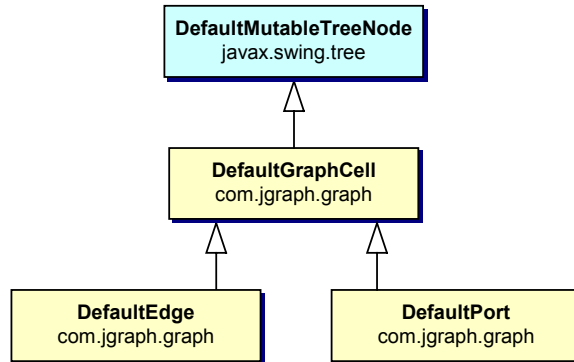 DefaultMutableTreeNode
javax.swing.tree
DefaultGraphCell
com.jgraph.graph
DefaultEdge
com.jgraph.graph
DefaultPort
com.jgraph.graph